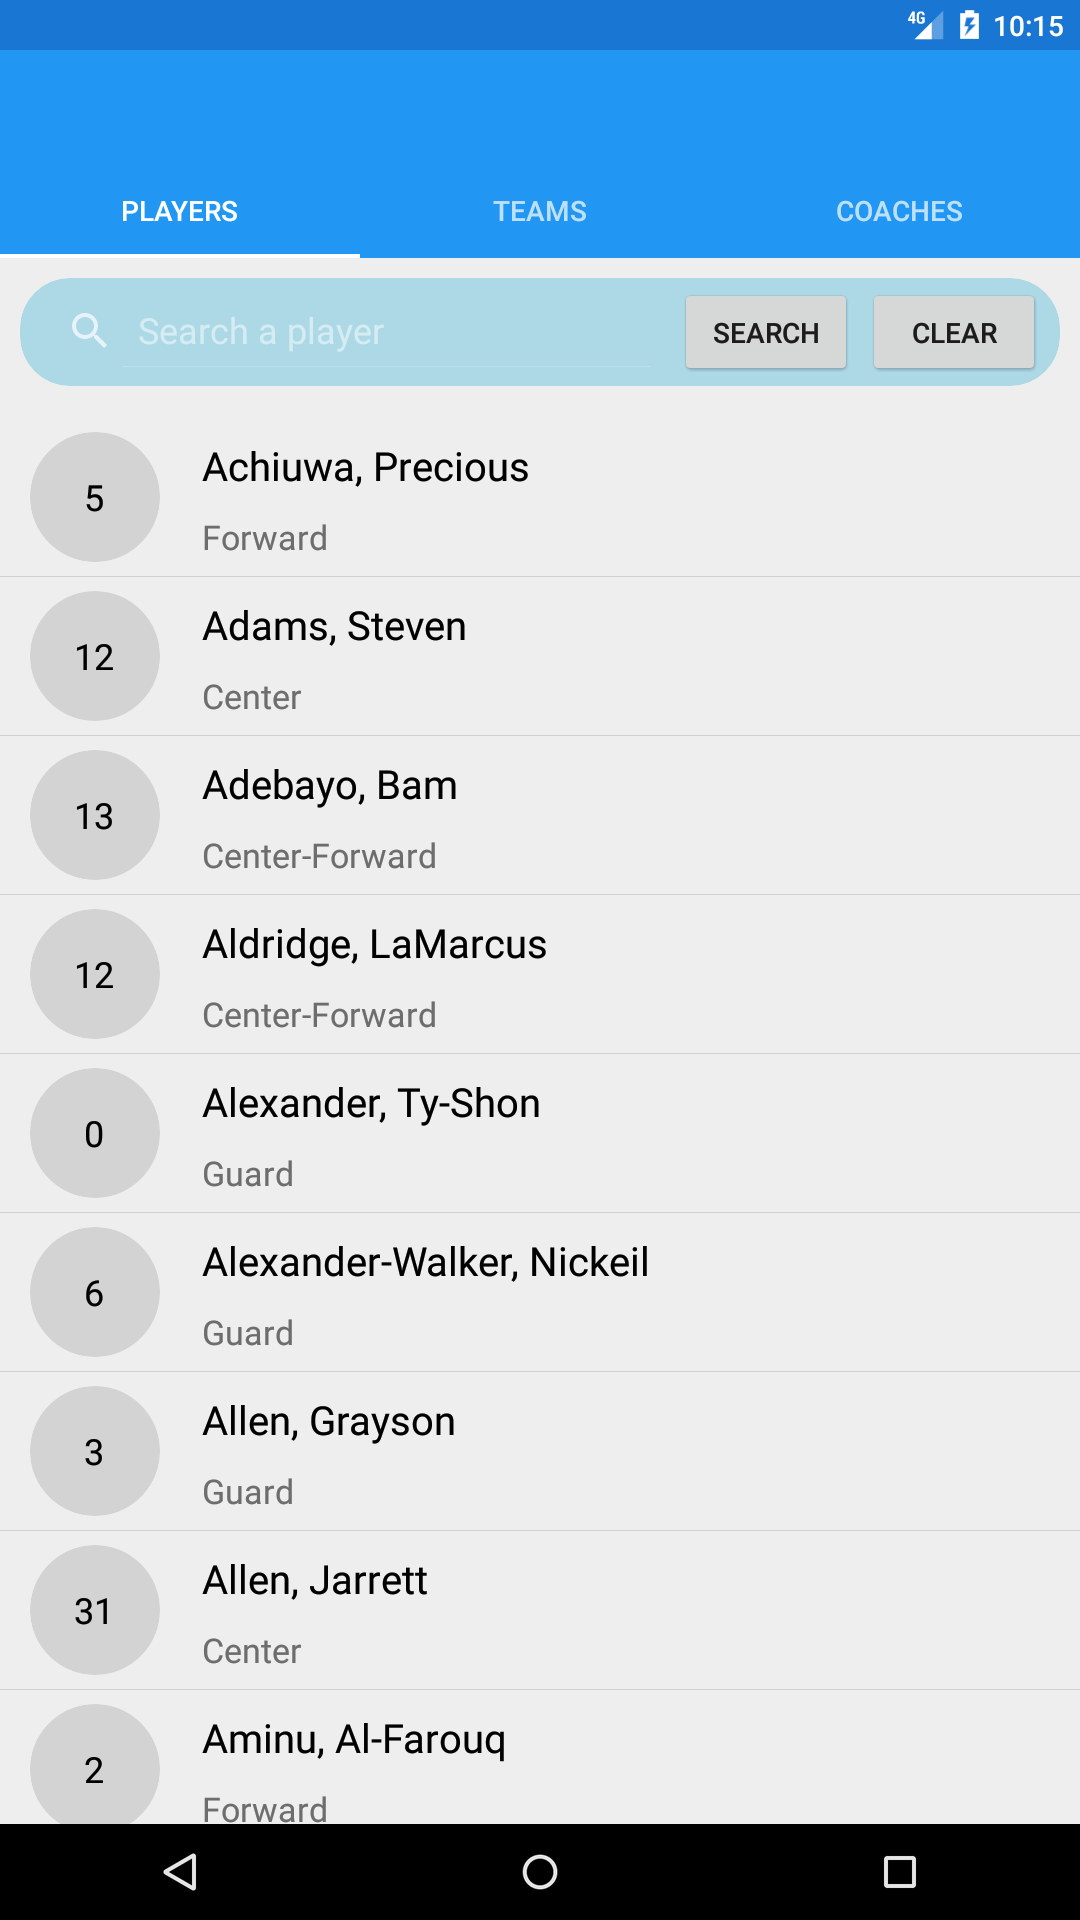 4G 10:15
PLAYERS TEAMS COACHES
Search a player SEARCH CLEAR
Achiuwa, Precious
5
Forward
Adams, Steven
12
Center
Adebayo, Bam
13
Center-Forward
Aldridge, LaMarcus
12
Center-Forward
Alexander, Ty-Shon
0
Guard
Alexander-Walker, Nickeil
6
Guard
Allen, Grayson
3
Guard
Allen, Jarrett
31
Center
Aminu, Al-Farouq
2
Forward